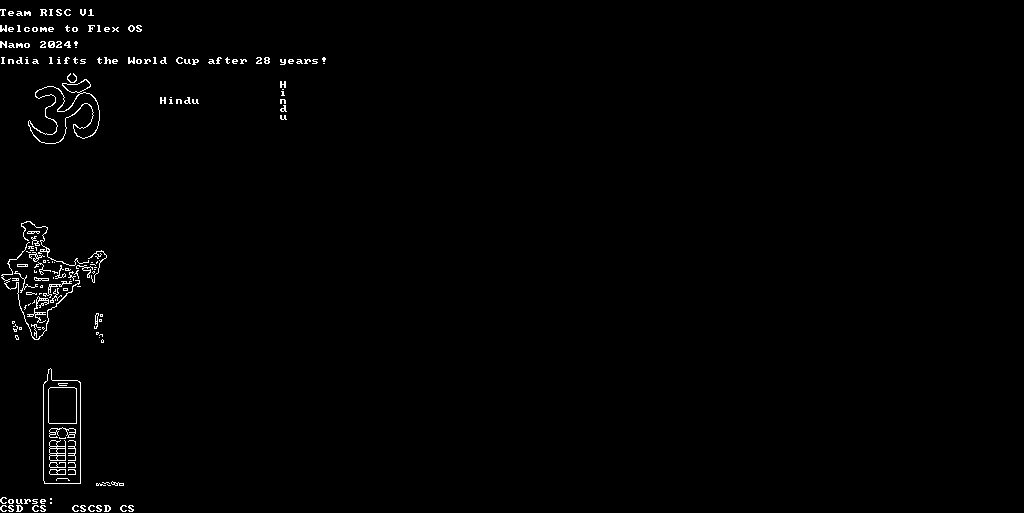 Team RISC V1
Welcome to Flex OS
Namo 2024!
India lifts the World Cup after 28 years!
ॐ
Hindu
Hindu
Course:
CSD CS   CSCSD CS